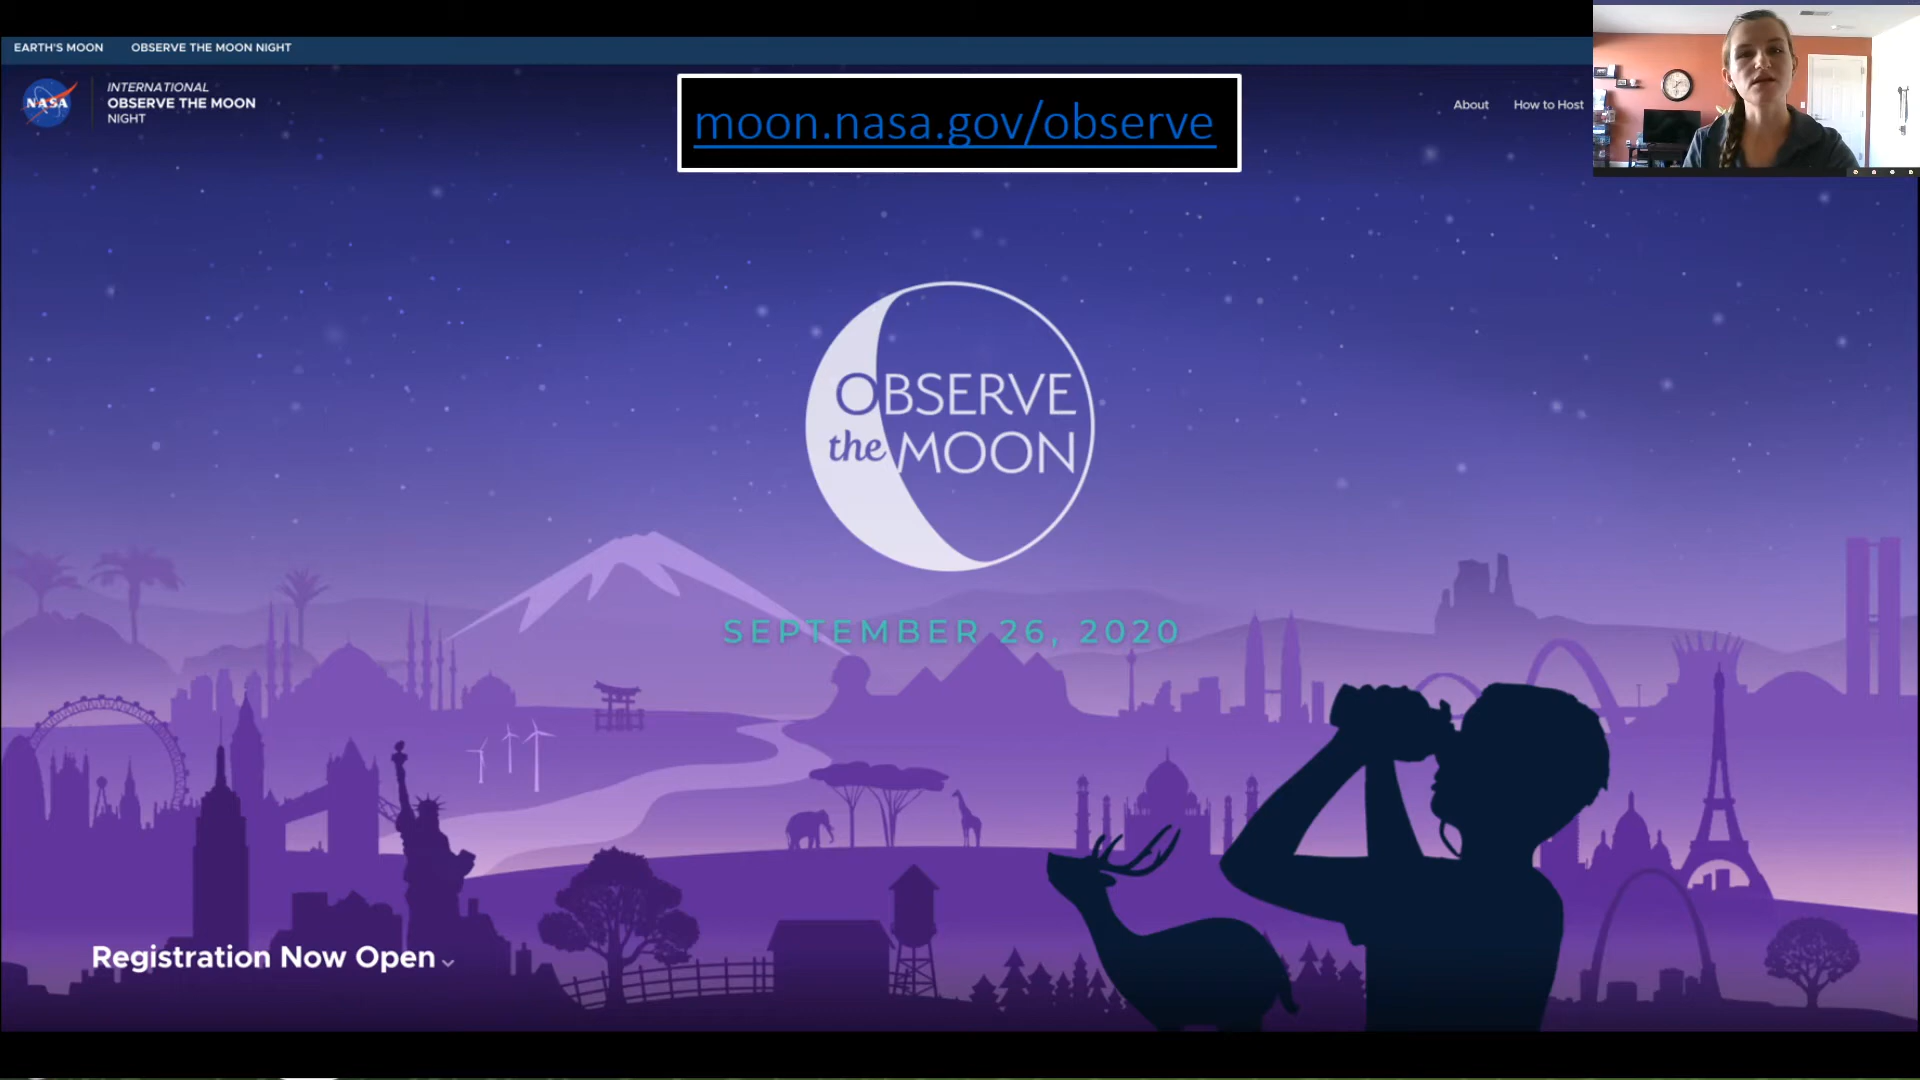 EARTH'S MOON OBSERVE THE MOON NIGHT
NASA
INTERNATIONAL
OBSERVE THE MOON
NIGHT
moon.nasa.gov/observe
About How to Host
OBSERVE
the MOON
SEPTEMBER 26, 2020
Registration Now Open